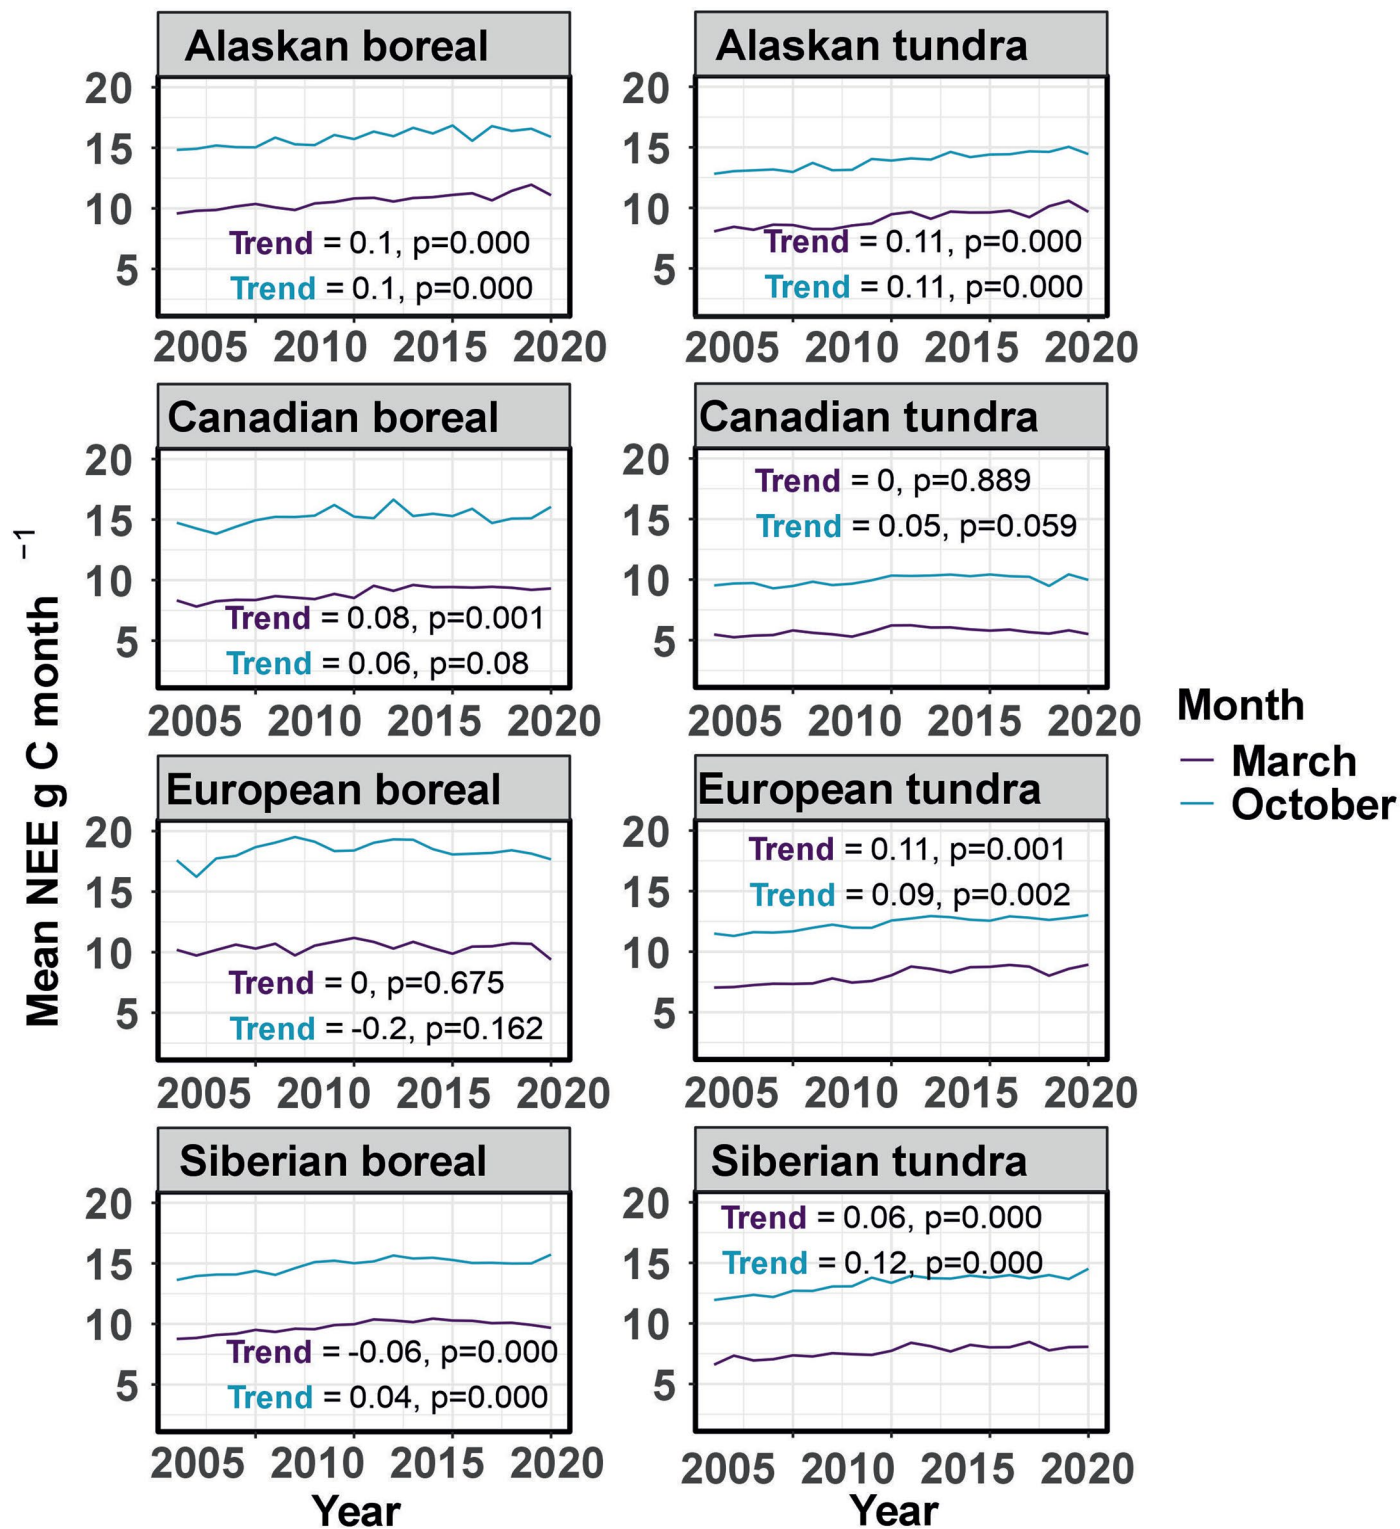 Alaskan boreal
20
15
10
5
Trend = 0.1, p=0.000
Trend = 0.1, p=0.000
2005 2010 2015 2020
Alaskan tundra
20
15
10
5
Trend = 0.11, p=0.000
Trend = 0.11, p=0.000
2005 2010 2015 2020
Canadian boreal
20
15
10
5
Trend = 0.08, p=0.001
Trend = 0.06, p=0.08
2005 2010 2015 2020
Canadian tundra
20
15
10
5
Trend = 0, p=0.889
Trend = 0.05, p=0.059
2005 2010 2015 2020
European boreal
20
15
10
5
Trend = 0, p=0.675
Trend = -0.2, p=0.162
2005 2010 2015 2020
European tundra
20
15
10
5
Trend = 0.11, p=0.001
Trend = 0.09, p=0.002
2005 2010 2015 2020
Siberian boreal
20
15
10
5
Trend = -0.06, p=0.000
Trend = 0.04, p=0.000
2005 2010 2015 2020
Year
Siberian tundra
20
15
10
5
Trend = 0.06, p=0.000
Trend = 0.12, p=0.000
2005 2010 2015 2020
Year
Mean NEE g C month −1
Month
March
October